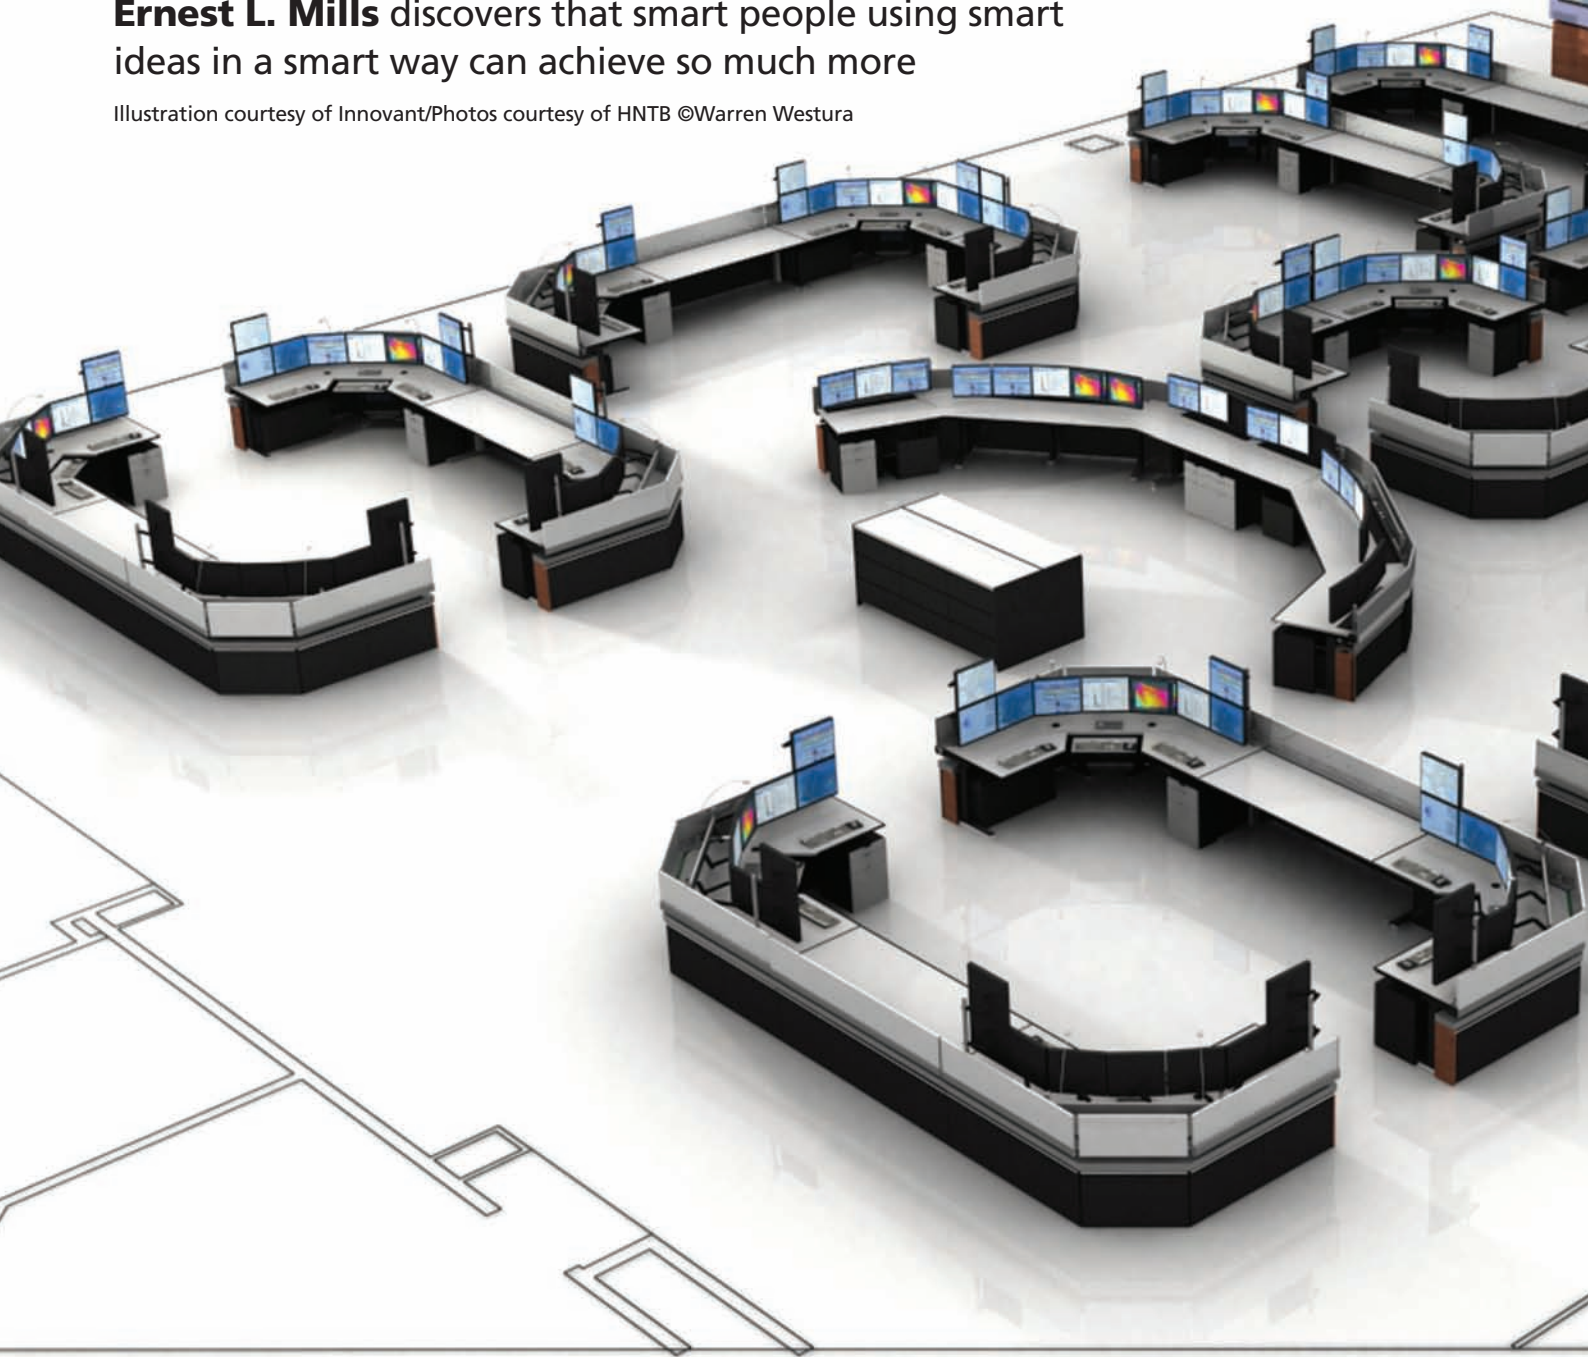 Ernest L. Mills discovers that smart people using smart
ideas in a smart way can achieve so much more
Illustration courtesy of Innovant/Photos courtesy of HNTB ©Warren Westura